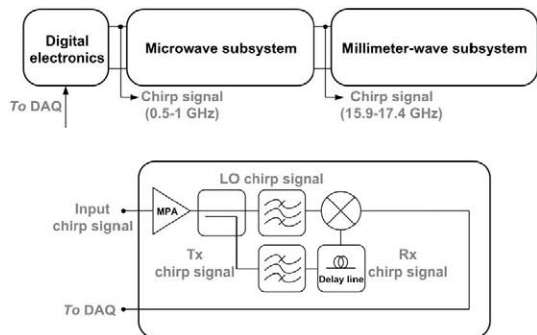 Digital
electronics
Microwave subsystem
Millimeter-wave subsystem
To DAQ
Chirp signal
(0.5-1 GHz)
Chirp signal
(15.9-17.4 GHz)
LO chirp signal
Input
chirp signal
MPA
Tx
chirp signal
Delay line
Rx
chirp signal
To DAQ